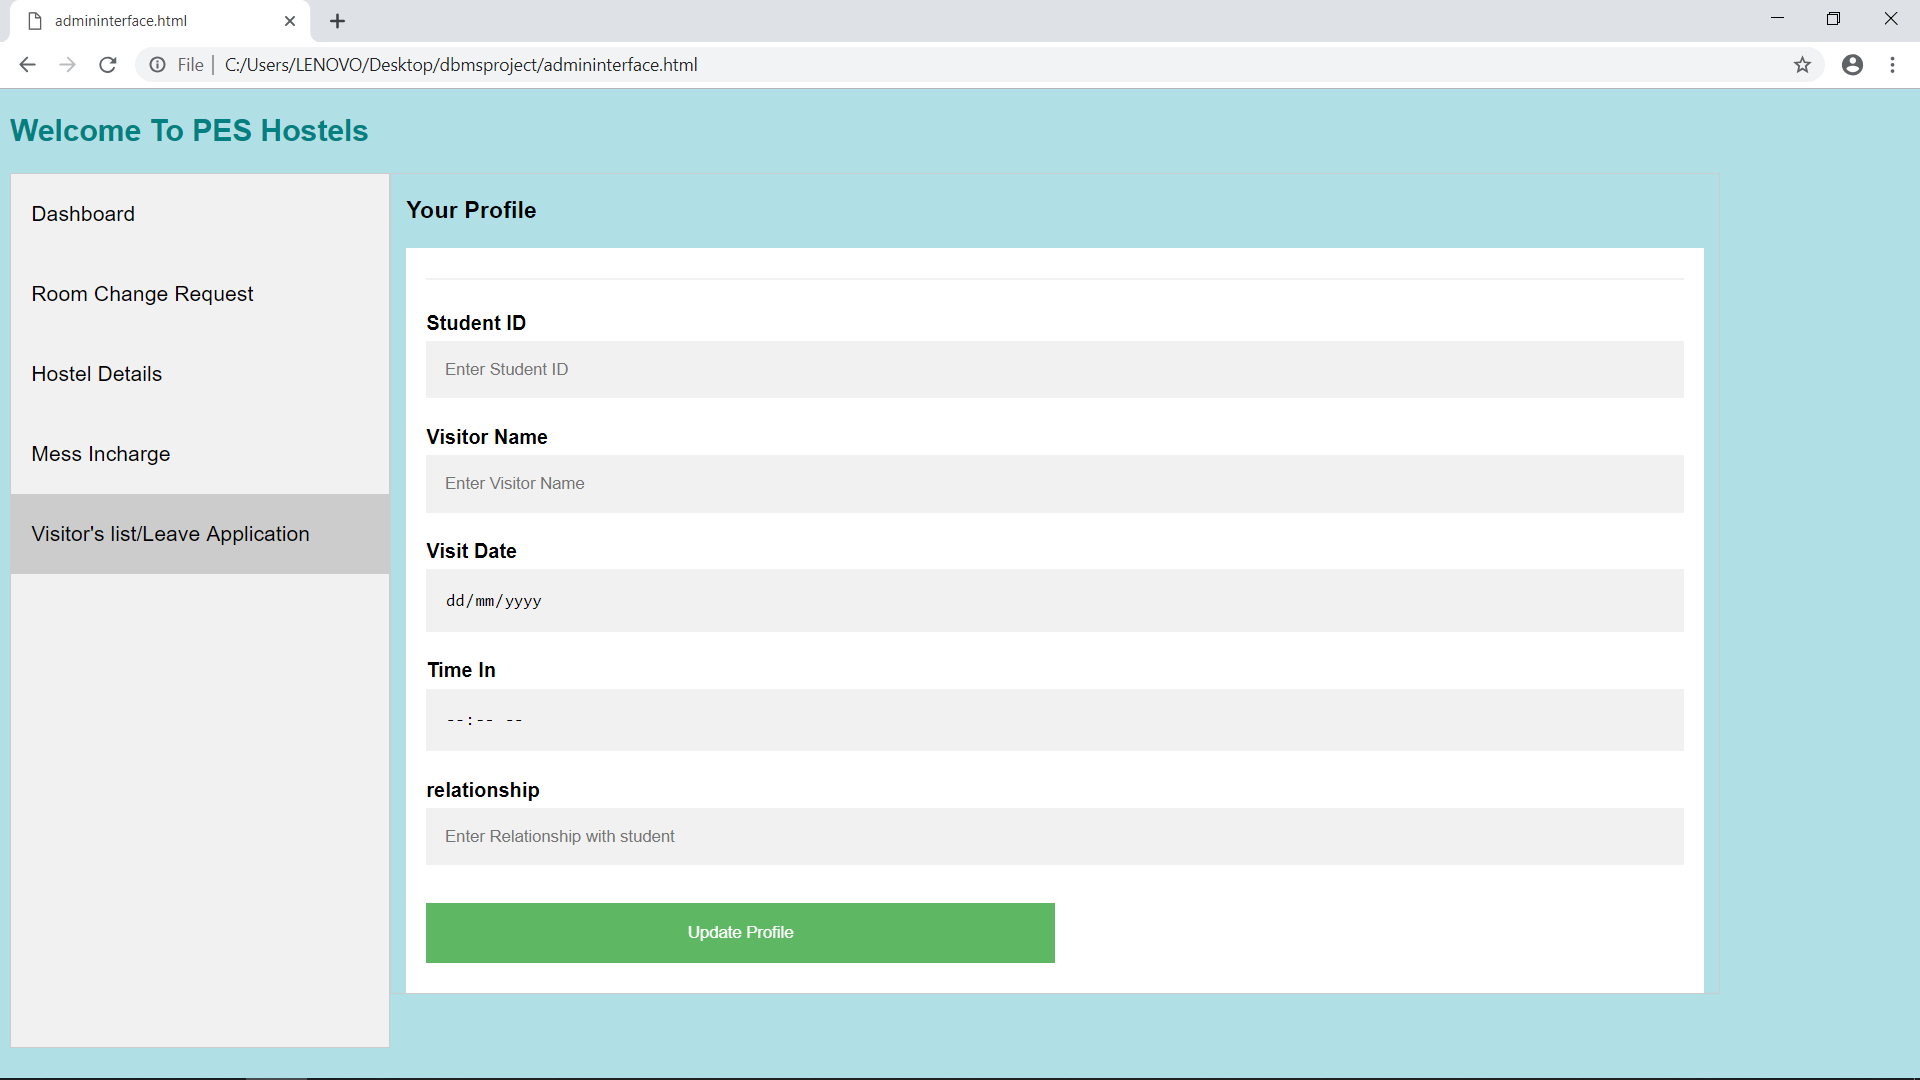 admininterface.html
File | C:/Users/LENOVO/Desktop/dbmsproject/admininterface.html
Welcome To PES Hostels
Dashboard
Room Change Request
Hostel Details
Mess Incharge
Visitor's list/Leave Application
Your Profile
Student ID
Enter Student ID
Visitor Name
Enter Visitor Name
Visit Date
dd/mm/yyyy
Time In
--:-- --
relationship
Enter Relationship with student
Update Profile